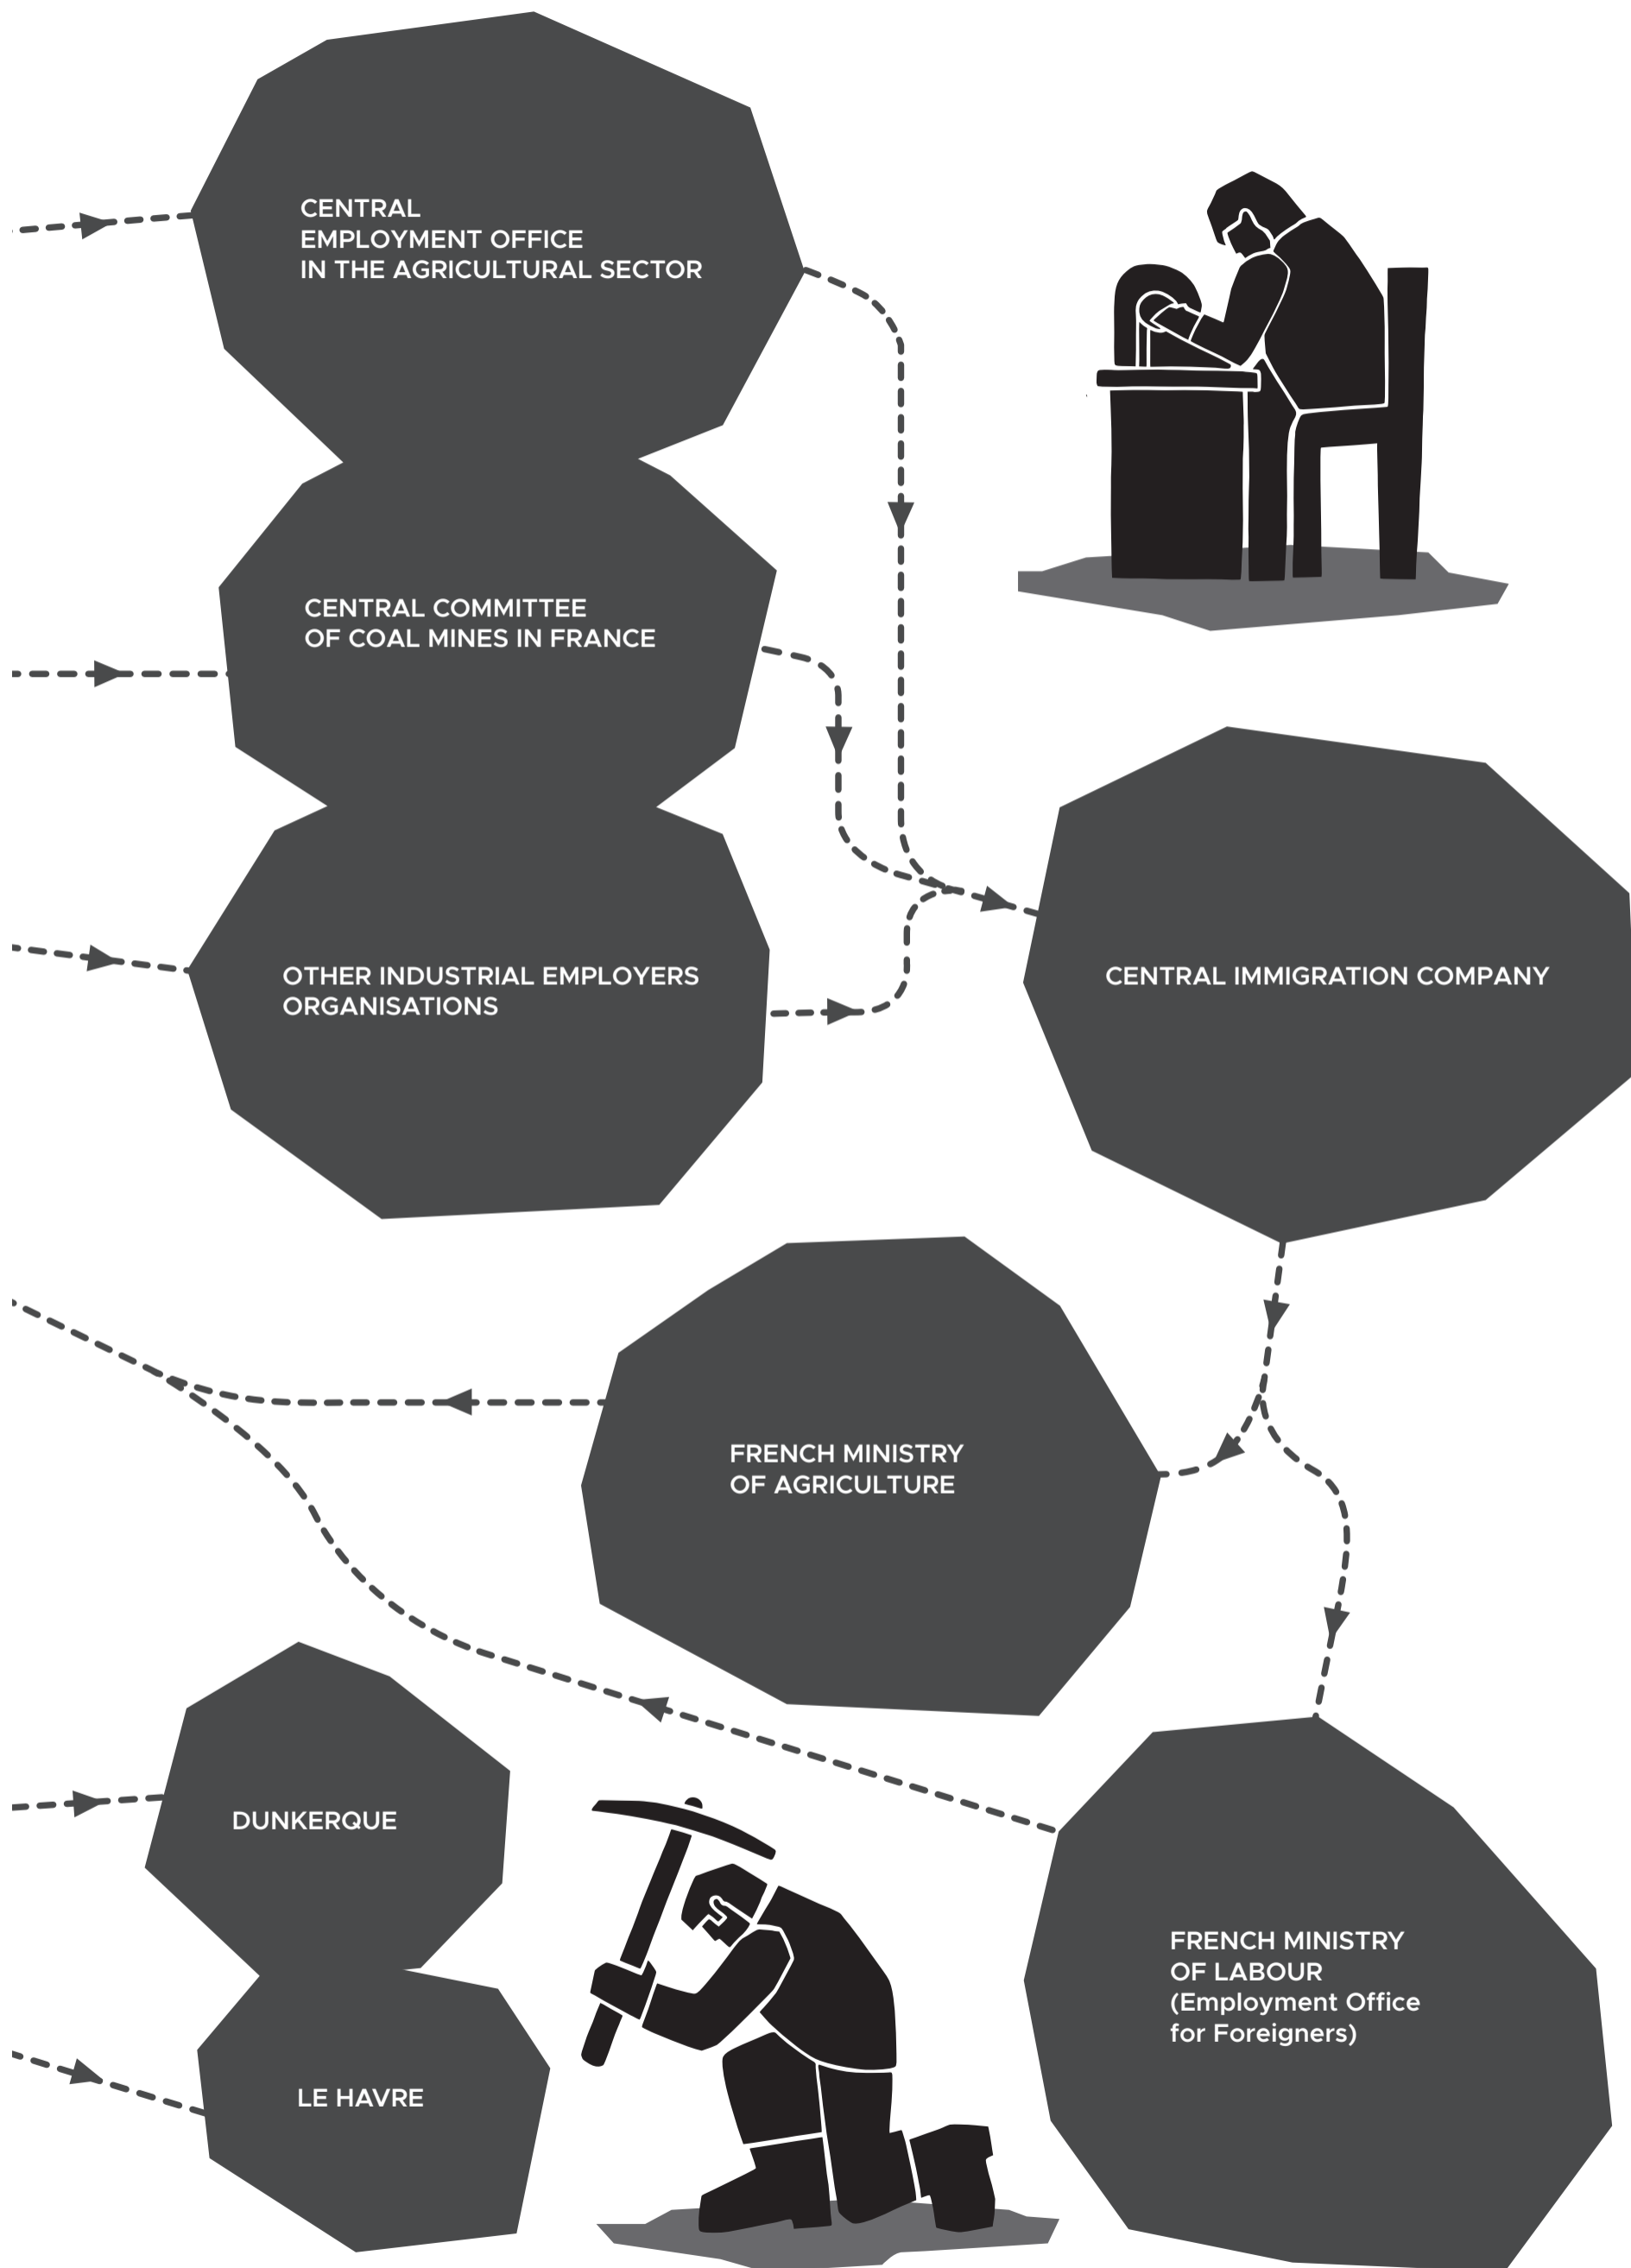 CENTRAL
EMPLOYMENT OFFICE
IN THE AGRICULTURAL SECTOR
CENTRAL COMMITTEE
OF COAL MINES IN FRANCE
OTHER INDUSTRIAL EMPLOYERS
ORGANISATIONS
CENTRAL IMMIGRATION COMPANY
FRENCH MINISTRY
OF AGRICULTURE
DUNKERQUE
FRENCH MINISTRY
OF LABOUR
(Employment Office
for Foreigners)
LE HAVRE